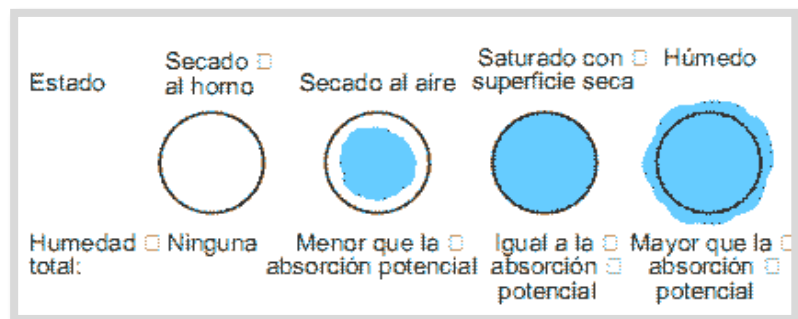 Estado
Secado
al horno
Secado al aire
Saturado con
superficie seca
Húmedo
Humedad
total:
Ninguna
Menor que la
absorción potencial
Igual a la
absorción
potencial
Mayor que la
absorción
potencial